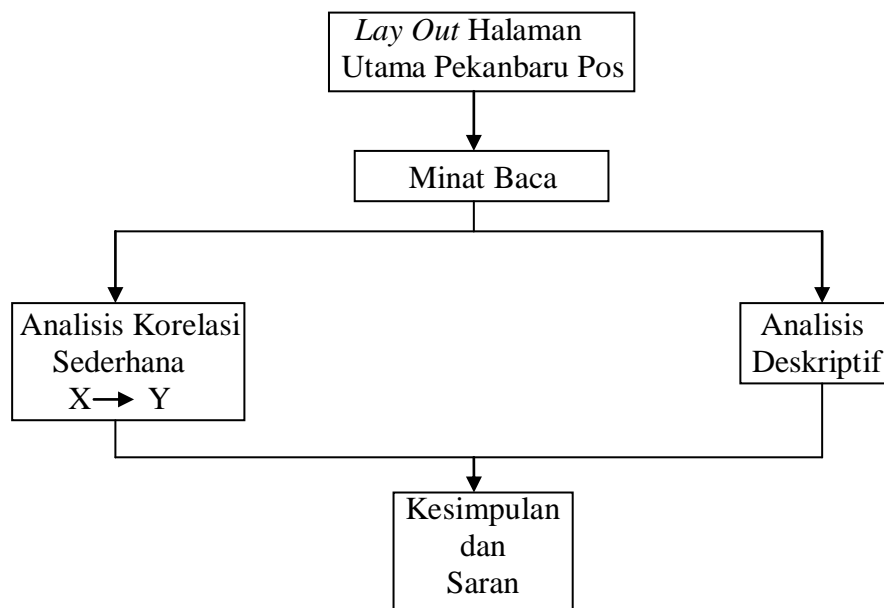 Lay Out Halaman
Utama Pekanbaru Pos
Minat Baca
Analisis Korelasi
Sederhana
X → Y
Analisis
Deskriptif
Kesimpulan
dan
Saran